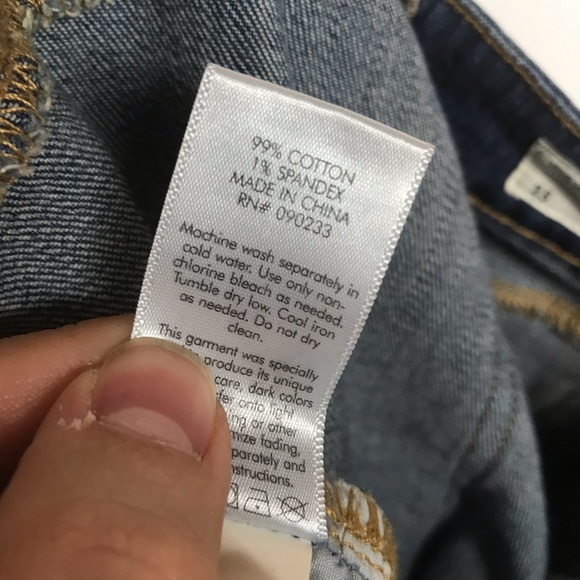 99% COTTON
1% SPANDEX
MADE IN CHINA
RN# 090233
Machine wash separately in
cold water. Use only non-
chlorine bleach as needed.
Tumble dry low. Cool iron
as needed. Do not dry
clean.
This garment was specially
produce its unique
care, dark colors
onto light
or other
fading,
and